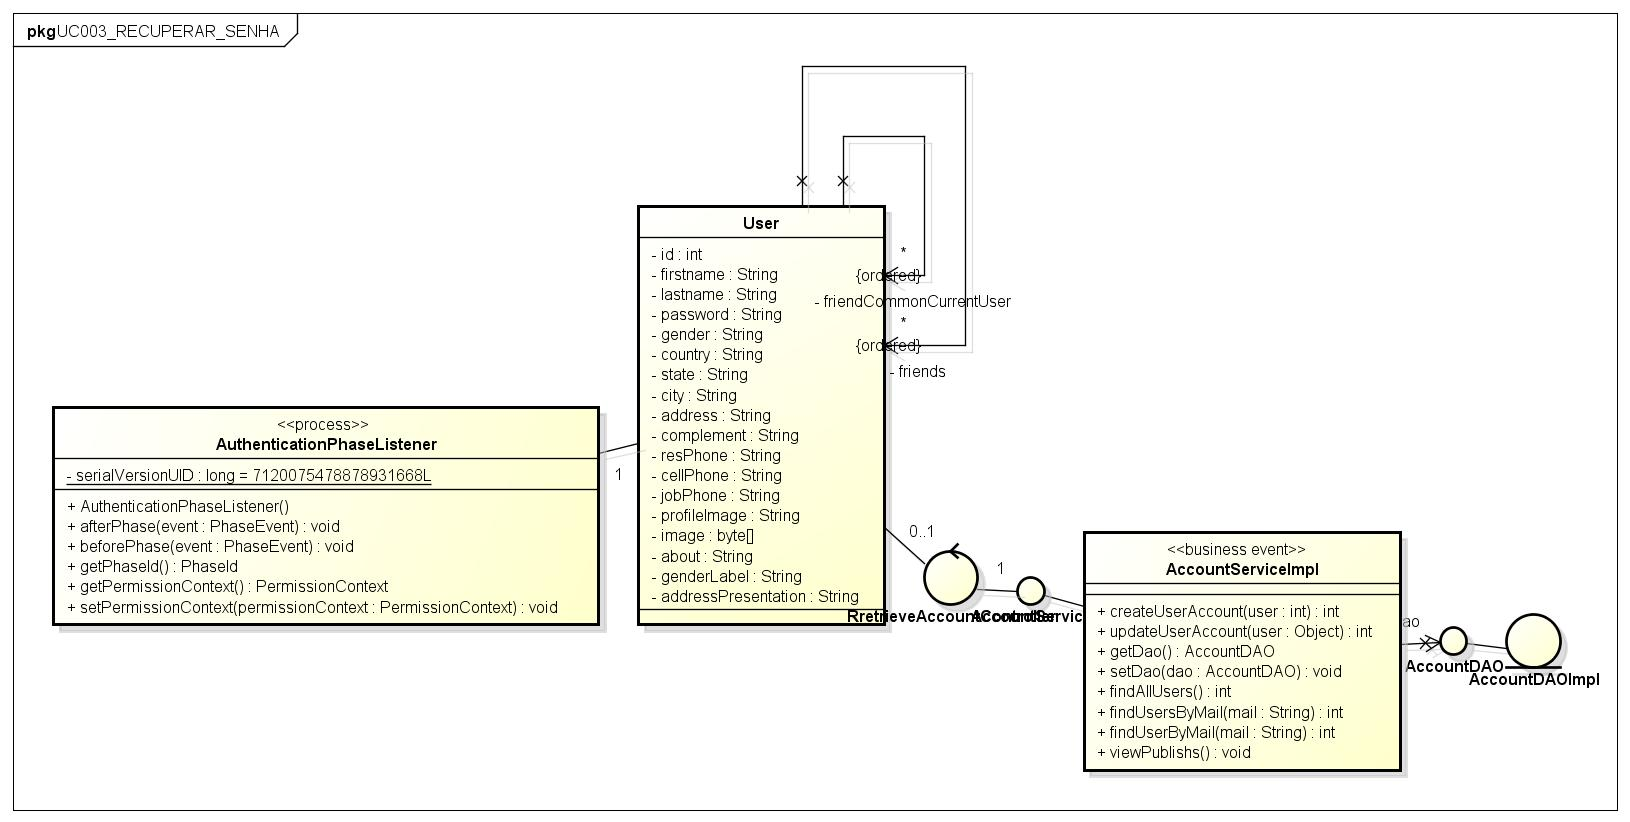 pkg UC003_RECUPERAR_SENHA
User
- id : int
- firstname : String
- lastname : String
- password : String
- gender : String
- country : String
- state : String
- city : String
- address : String
- complement : String
- resPhone : String
- cellPhone : String
- jobPhone : String
- profileImage : String
- image : byte[]
- about : String
- genderLabel : String
- addressPresentation : String
*
{ordered}
- friendCommonCurrentUser
*
{ordered}
- friends
<<process>>
AuthenticationPhaseListener
- serialVersionUID : long = 7120075478878931668L
+ AuthenticationPhaseListener()
+ afterPhase(event : PhaseEvent) : void
+ beforePhase(event : PhaseEvent) : void
+ getPhaseId() : PhaseId
+ getPermissionContext() : PermissionContext
+ setPermissionContext(permissionContext : PermissionContext) : void
1
0..1
1
<<business event>>
AccountServiceImpl
+ createUserAccount(user : int) : int
+ updateUserAccount(user : Object) : int
+ getDao() : AccountDAO
+ setDao(dao : AccountDAO) : void
+ findAllUsers() : int
+ findUsersByMail(mail : String) : int
+ findUserByMail(mail : String) : int
+ viewPublishs() : void
ao
AccountDAO
AccountDAOImpl